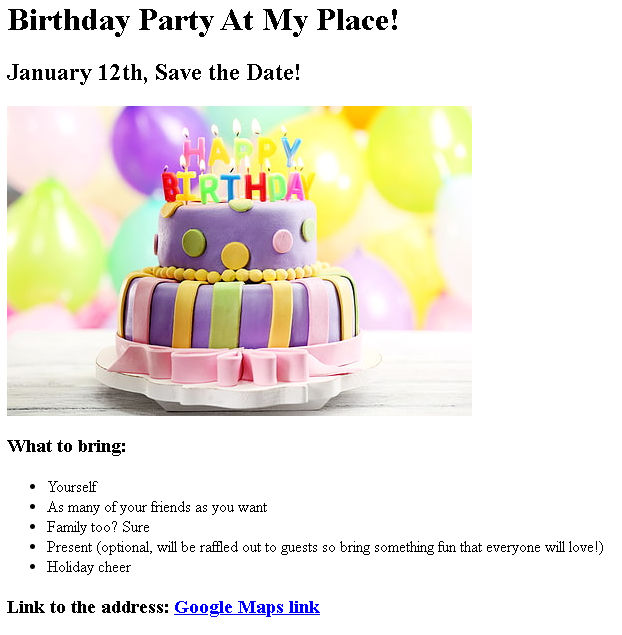 Birthday Party At My Place!
January 12th, Save the Date!
HAPPY
BIRTHDAY
What to bring:
Yourself
As many of your friends as you want
Family too? Sure
Present (optional, will be raffled out to guests so bring something fun that everyone will love!)
Holiday cheer
Link to the address: Google Maps link